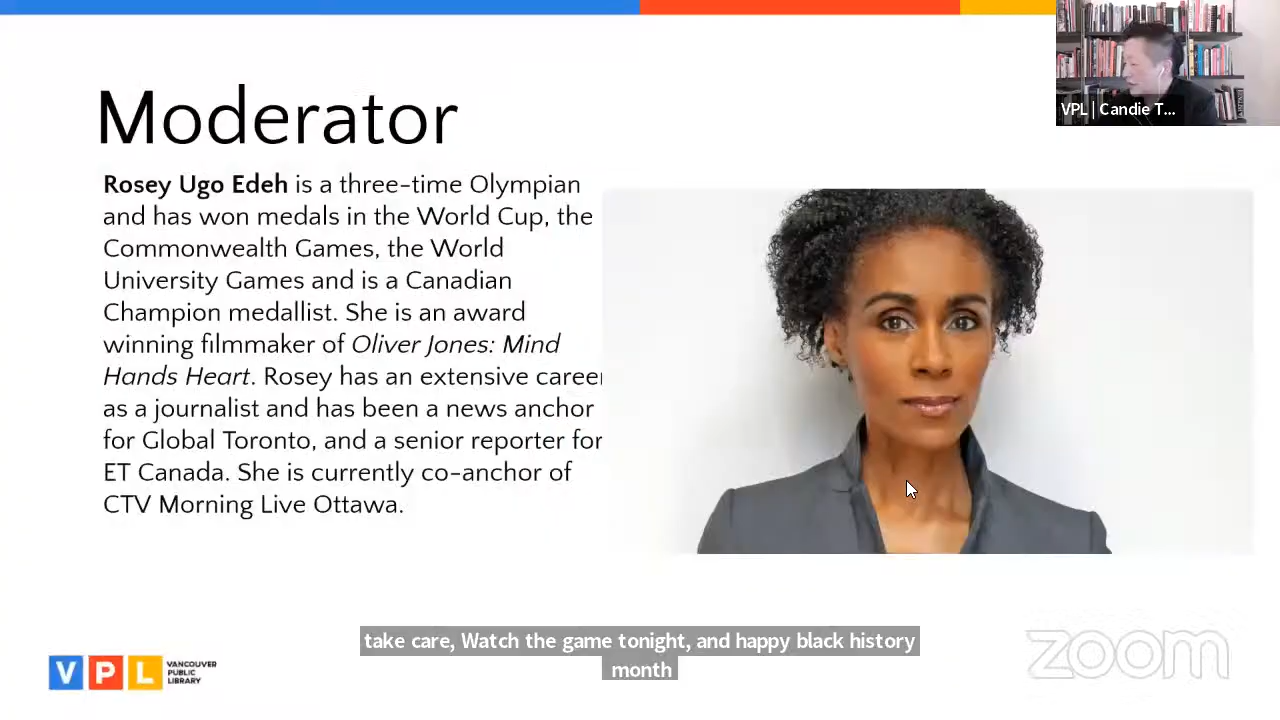 VPL | Candie T...
Moderator
Rosey Ugo Edeh is a three-time Olympian
and has won medals in the World Cup, the
Commonwealth Games, the World
University Games and is a Canadian
Champion medallist. She is an award
winning filmmaker of Oliver Jones: Mind
Hands Heart. Rosey has an extensive career
as a journalist and has been a news anchor
for Global Toronto, and a senior reporter for
ET Canada. She is currently co-anchor of
CTV Morning Live Ottawa.
take care, Watch the game tonight, and happy black history
month
VPL
VANCOUVER
PUBLIC
LIBRARY
zoom